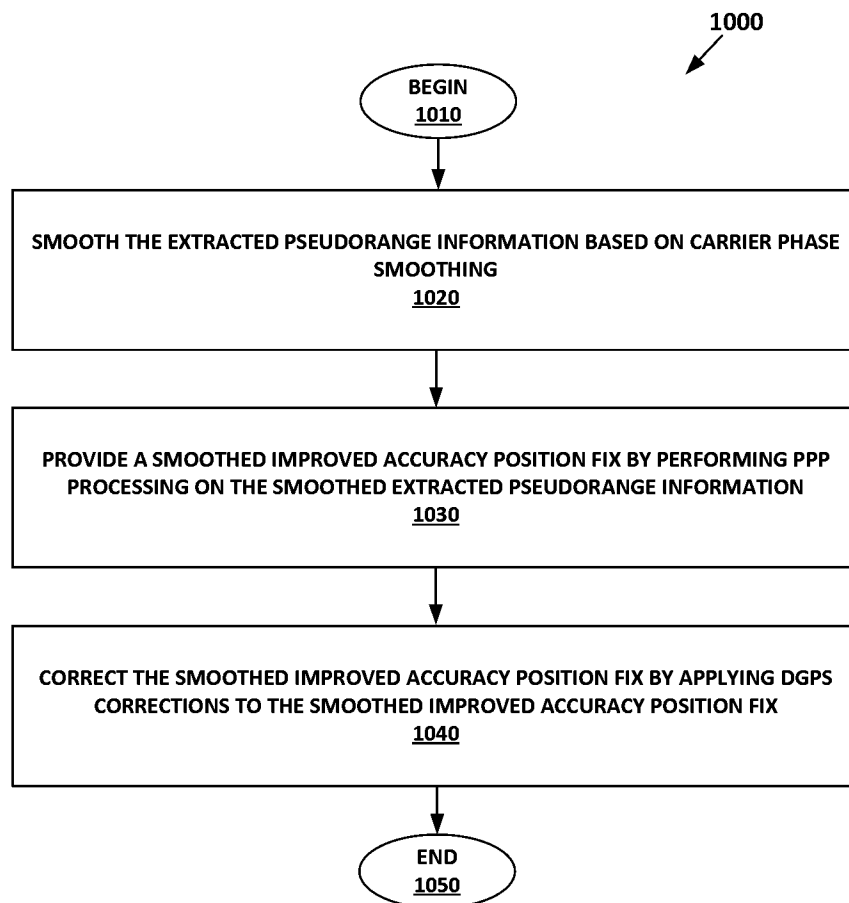 1000
BEGIN
1010
SMOOTH THE EXTRACTED PSEUDORANGE INFORMATION BASED ON CARRIER PHASE
SMOOTHING
1020
PROVIDE A SMOOTHED IMPROVED ACCURACY POSITION FIX BY PERFORMING PPP
PROCESSING ON THE SMOOTHED EXTRACTED PSEUDORANGE INFORMATION
1030
CORRECT THE SMOOTHED IMPROVED ACCURACY POSITION FIX BY APPLYING DGPS
CORRECTIONS TO THE SMOOTHED IMPROVED ACCURACY POSITION FIX
1040
END
1050